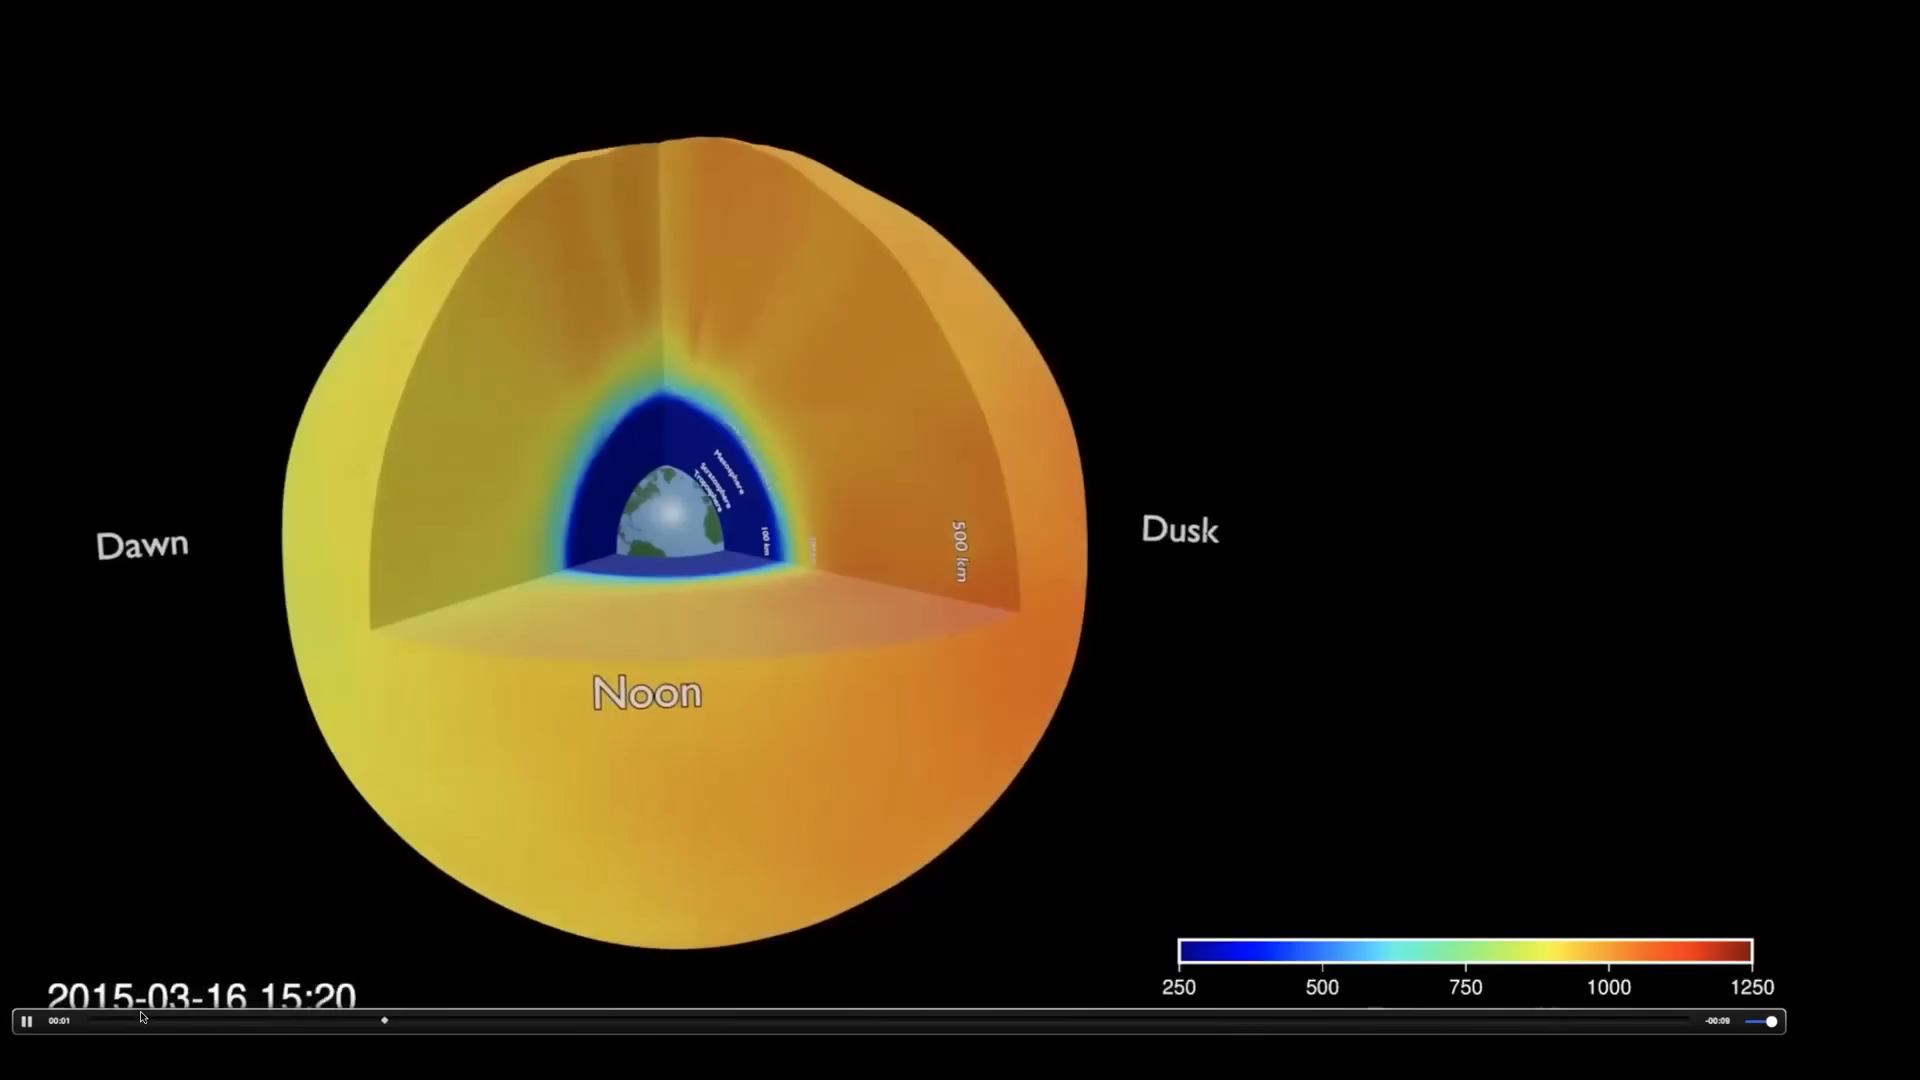 Mesosphere
Stratosphere
Troposphere
100 km
500 km
Dawn
Dusk
Noon
2015-03-16 15:20
250 500 750 1000 1250
00:01
-00:09